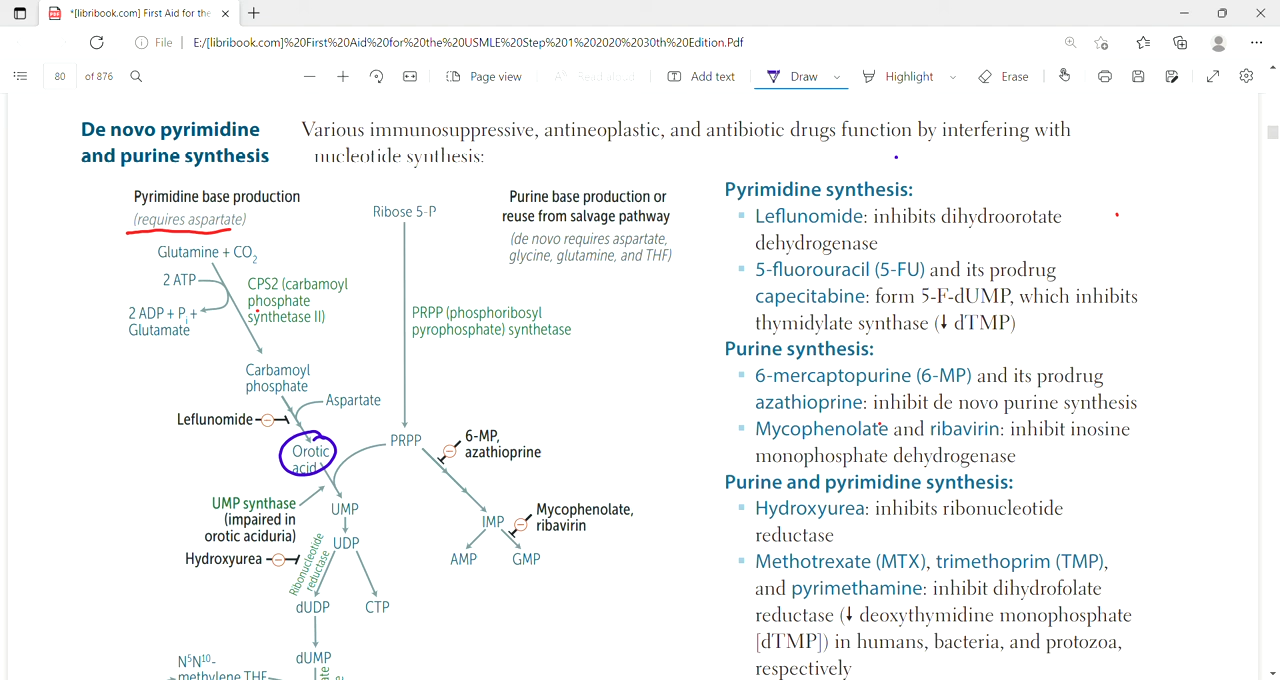 *[libribook.com] First Aid for the
File
E:/[libribook.com]%20First%20Aid%20for%20the%20USMLE%20Step%201%202020%2030th%20Edition.Pdf
80 of 876
Page view
Read aloud
Add text
Draw
Highlight
Erase
De novo pyrimidine
and purine synthesis
Various immunosuppressive, antineoplastic, and antibiotic drugs function by interfering with
nucleotide synthesis:
Pyrimidine base production
(requires aspartate)
Glutamine + CO2
2 ATP
2 ADP + Pi +
Glutamate
CPS2 (carbamoyl
phosphate
synthetase II)
Carbamoyl
phosphate
Aspartate
Leflunomide
Orotic
acid
UMP synthase
(impaired in
orotic aciduria)
UMP
Hydroxyurea
UDP
Ribonucleotide
reductase
dUDP
CTP
dUMP
N5N10-
methylene THF
Ribose 5-P
PRPP (phosphoribosyl
pyrophosphate) synthetase
PRPP
6-MP,
azathioprine
Mycophenolate,
ribavirin
IMP
AMP
GMP
Purine base production or
reuse from salvage pathway
(de novo requires aspartate,
glycine, glutamine, and THF)
Pyrimidine synthesis:
Leflunomide: inhibits dihydroorotate
dehydrogenase
5-fluorouracil (5-FU) and its prodrug
capecitabine: form 5-F-dUMP, which inhibits
thymidylate synthase (↓ dTMP)
Purine synthesis:
6-mercaptopurine (6-MP) and its prodrug
azathioprine: inhibit de novo purine synthesis
Mycophenolate and ribavirin: inhibit inosine
monophosphate dehydrogenase
Purine and pyrimidine synthesis:
Hydroxyurea: inhibits ribonucleotide
reductase
Methotrexate (MTX), trimethoprim (TMP),
and pyrimethamine: inhibit dihydrofolate
reductase (↓ deoxythymidine monophosphate
[dTMP]) in humans, bacteria, and protozoa,
respectively